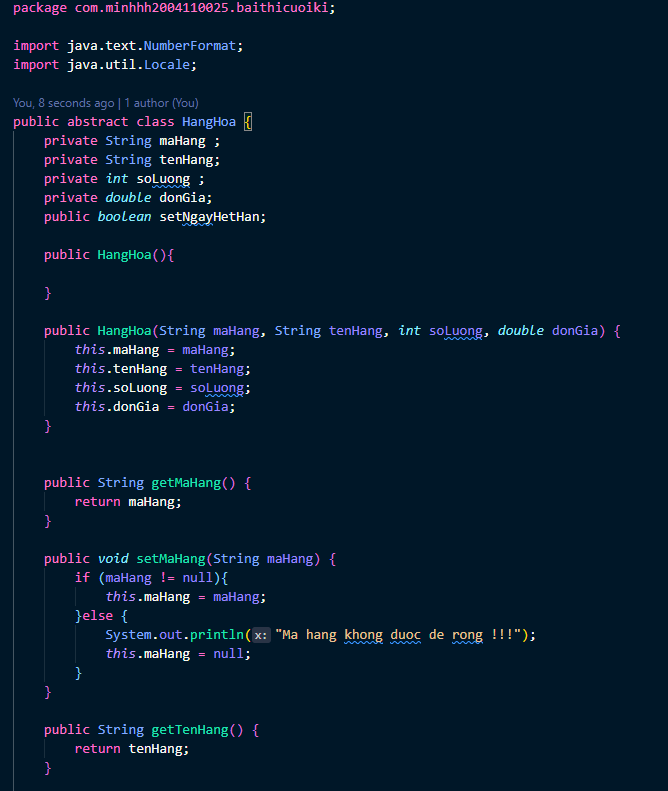 package com.minhhh2004110025.baithicuoiki;
import java.text.NumberFormat;
import java.util.Locale;
You, 8 seconds ago | 1 author (You)
public abstract class HangHoa {
    private String maHang ;
    private String tenHang;
    private int soLuong ;
    private double donGia;
    public boolean setNgayHetHan;
    public HangHoa(){
    }
    public HangHoa(String maHang, String tenHang, int soLuong, double donGia) {
        this.maHang = maHang;
        this.tenHang = tenHang;
        this.soLuong = soLuong;
        this.donGia = donGia;
    }
    public String getMaHang() {
        return maHang;
    }
    public void setMaHang(String maHang) {
        if (maHang != null){
            this.maHang = maHang;
        }else {
            System.out.println(x: "Ma hang khong duoc de rong !!!");
            this.maHang = null;
        }
    }
    public String getTenHang() {
        return tenHang;
    }